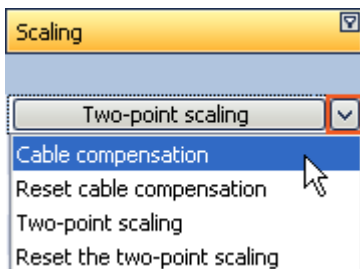 Scaling
Two-point scaling
Cable compensation
Reset cable compensation
Two-point scaling
Reset the two-point scaling